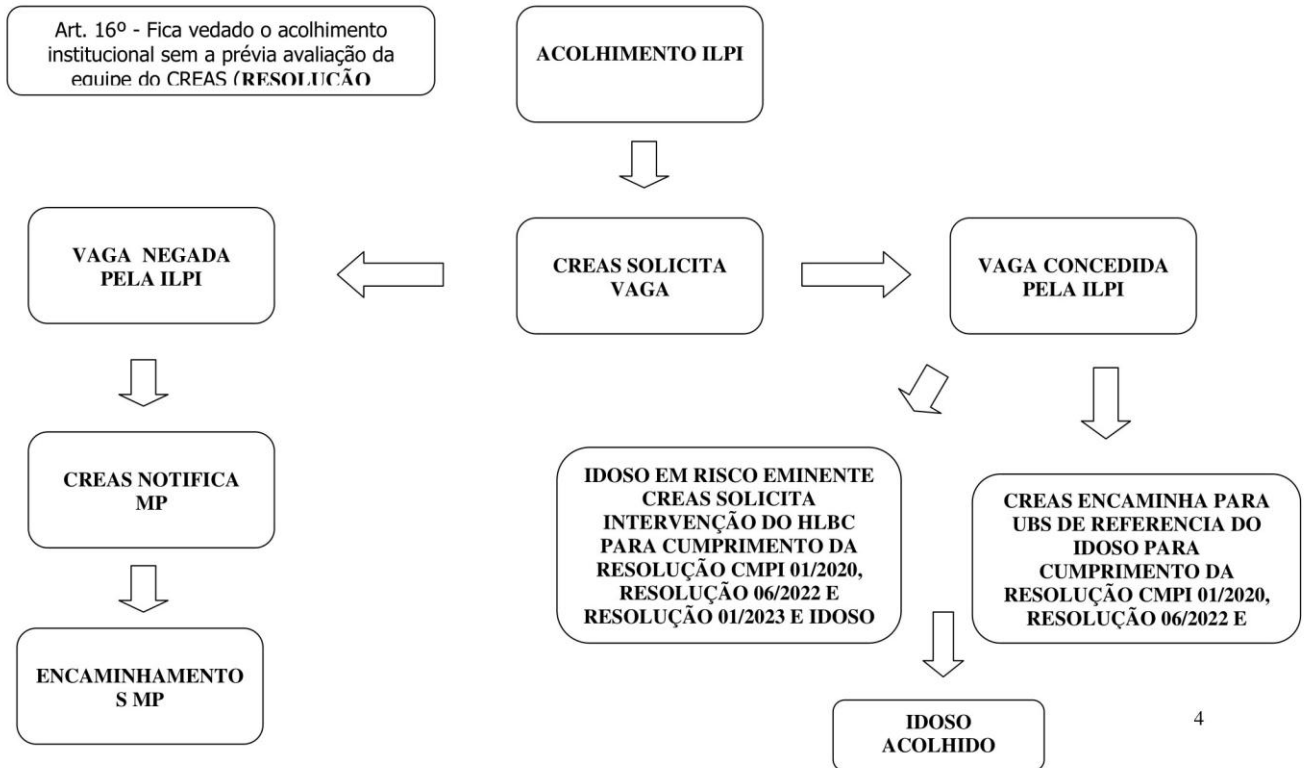 Art. 16º - Fica vedado o acolhimento
institucional sem a prévia avaliação da
equipe do CREAS (RESOLUÇÃO
ACOLHIMENTO ILPI
VAGA NEGADA
PELA ILPI
CREAS SOLICITA
VAGA
VAGA CONCEDIDA
PELA ILPI
CREAS NOTIFICA
MP
IDOSO EM RISCO EMINENTE
CREAS SOLICITA
INTERVENÇÃO DO HLBC
PARA CUMPRIMENTO DA
RESOLUÇÃO CMPI 01/2020,
RESOLUÇÃO 06/2022 E
RESOLUÇÃO 01/2023 E IDOSO
CREAS ENCAMINHA PARA
UBS DE REFERENCIA DO
IDOSO PARA
CUMPRIMENTO DA
RESOLUÇÃO CMPI 01/2020,
RESOLUÇÃO 06/2022 E
ENCAMINHAMENTO
S MP
IDOSO
ACOLHIDO
4